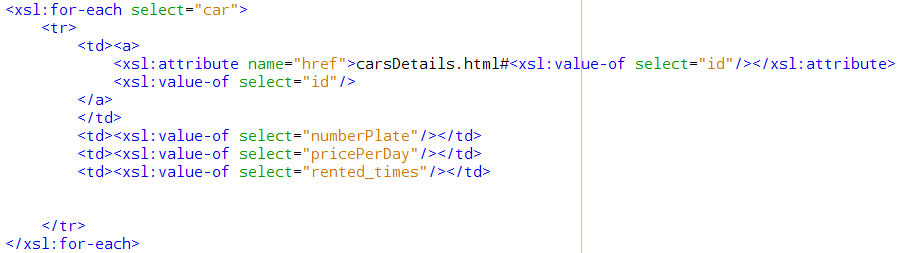 <xsl:for-each select="car">
    <tr>
        <td><a>
            <xsl:attribute name="href">carsDetails.html#<xsl:value-of select="id"/></xsl:attribute>
            <xsl:value-of select="id"/>
        </a>
        </td>
        <td><xsl:value-of select="numberPlate"/></td>
        <td><xsl:value-of select="pricePerDay"/></td>
        <td><xsl:value-of select="rented_times"/></td>
    </tr>
</xsl:for-each>